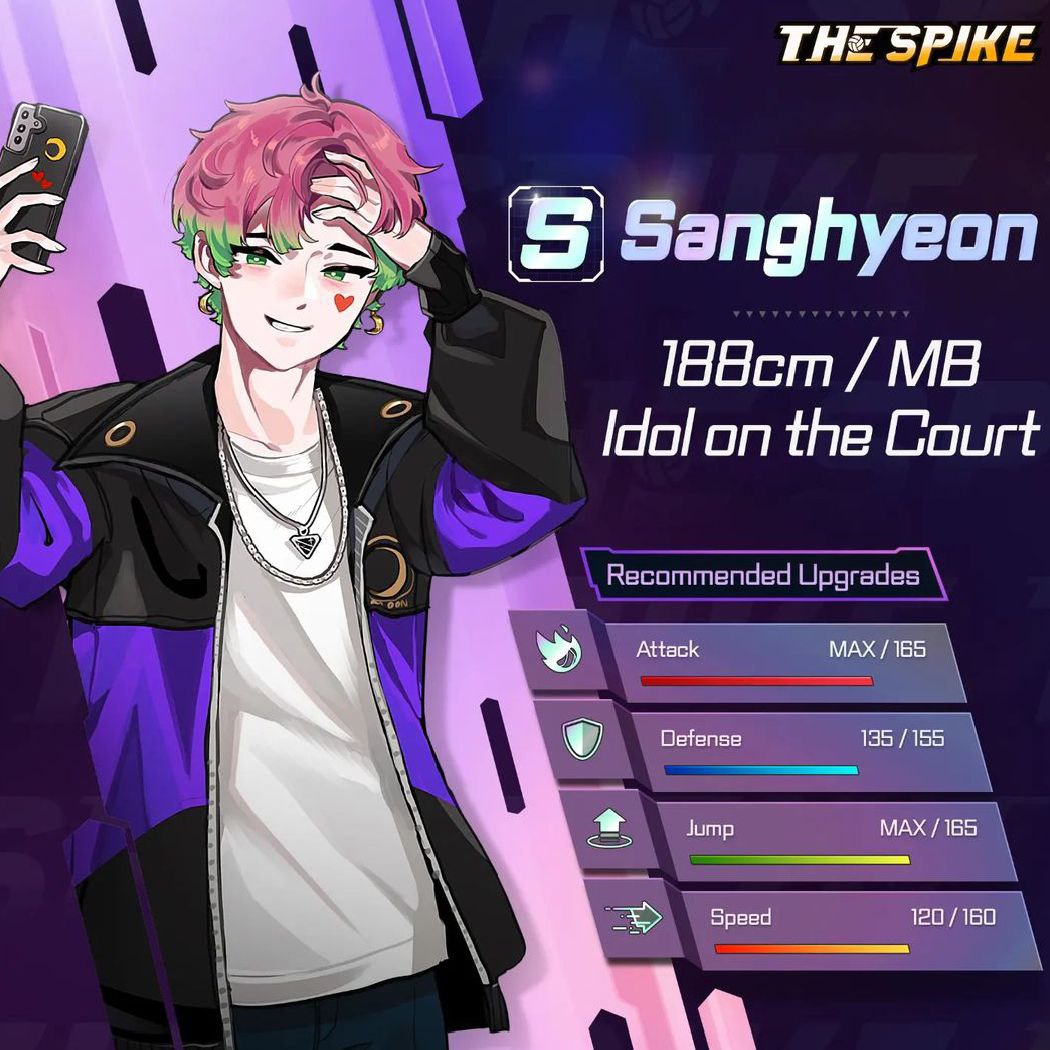 THE SPIKE
S Sanghyeon
188cm / MB
Idol on the Court
Recommended Upgrades
Attack MAX / 165
Defense 135 / 155
Jump MAX / 165
Speed 120 / 160